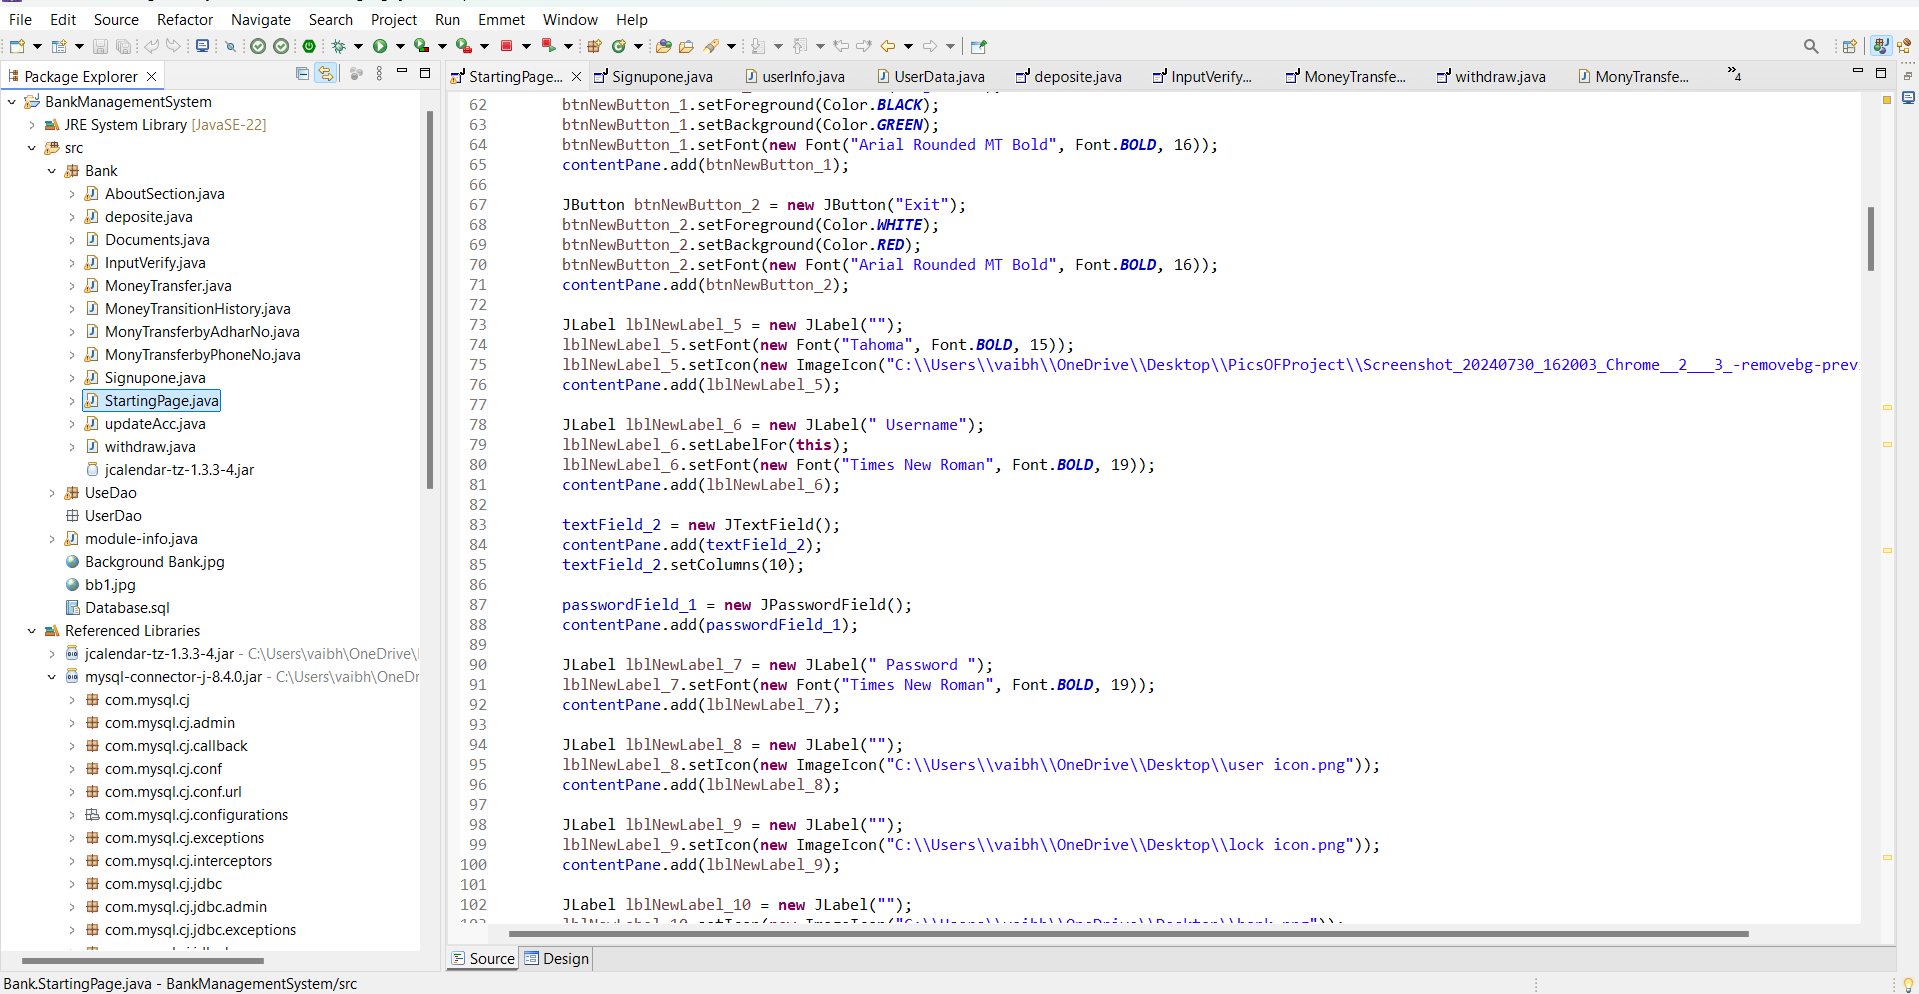 File Edit Source Refactor Navigate Search Project Run Emmet Window Help
Package Explorer
BankManagementSystem
JRE System Library [JavaSE-22]
src
Bank
AboutSection.java
deposite.java
Documents.java
InputVerify.java
MoneyTransfer.java
MoneyTransitionHistory.java
MonyTransferbyAdharNo.java
MonyTransferbyPhoneNo.java
Signupone.java
StartingPage.java
updateAcc.java
withdraw.java
jcalendar-tz-1.3.3-4.jar
UseDao
UserDao
module-info.java
Background Bank.jpg
bb1.jpg
Database.sql
Referenced Libraries
jcalendar-tz-1.3.3-4.jar - C:\Users\vaibh\OneDrive\
mysql-connector-j-8.4.0.jar - C:\Users\vaibh\OneDr
com.mysql.cj
com.mysql.cj.admin
com.mysql.cj.callback
com.mysql.cj.conf
com.mysql.cj.conf.url
com.mysql.cj.configurations
com.mysql.cj.exceptions
com.mysql.cj.interceptors
com.mysql.cj.jdbc
com.mysql.cj.jdbc.admin
com.mysql.cj.jdbc.exceptions
StartingPage... Signupone.java userInfo.java UserData.java deposite.java InputVerify... MoneyTransfe... withdraw.java MonyTransfe... »4
62 btnNewButton_1.setForeground(Color.BLACK);
63 btnNewButton_1.setBackground(Color.GREEN);
64 btnNewButton_1.setFont(new Font("Arial Rounded MT Bold", Font.BOLD, 16));
65 contentPane.add(btnNewButton_1);
66
67 JButton btnNewButton_2 = new JButton("Exit");
68 btnNewButton_2.setForeground(Color.WHITE);
69 btnNewButton_2.setBackground(Color.RED);
70 btnNewButton_2.setFont(new Font("Arial Rounded MT Bold", Font.BOLD, 16));
71 contentPane.add(btnNewButton_2);
72
73 JLabel lblNewLabel_5 = new JLabel("");
74 lblNewLabel_5.setFont(new Font("Tahoma", Font.BOLD, 15));
75 lblNewLabel_5.setIcon(new ImageIcon("C:\\Users\\vaibh\\OneDrive\\Desktop\\PicsOFProject\\Screenshot_20240730_162003_Chrome__2___3_-removebg-previ
76 contentPane.add(lblNewLabel_5);
77
78 JLabel lblNewLabel_6 = new JLabel(" Username");
79 lblNewLabel_6.setLabelFor(this);
80 lblNewLabel_6.setFont(new Font("Times New Roman", Font.BOLD, 19));
81 contentPane.add(lblNewLabel_6);
82
83 textField_2 = new JTextField();
84 contentPane.add(textField_2);
85 textField_2.setColumns(10);
86
87 passwordField_1 = new JPasswordField();
88 contentPane.add(passwordField_1);
89
90 JLabel lblNewLabel_7 = new JLabel(" Password ");
91 lblNewLabel_7.setFont(new Font("Times New Roman", Font.BOLD, 19));
92 contentPane.add(lblNewLabel_7);
93
94 JLabel lblNewLabel_8 = new JLabel("");
95 lblNewLabel_8.setIcon(new ImageIcon("C:\\Users\\vaibh\\OneDrive\\Desktop\\user icon.png"));
96 contentPane.add(lblNewLabel_8);
97
98 JLabel lblNewLabel_9 = new JLabel("");
99 lblNewLabel_9.setIcon(new ImageIcon("C:\\Users\\vaibh\\OneDrive\\Desktop\\lock icon.png"));
100 contentPane.add(lblNewLabel_9);
101
102 JLabel lblNewLabel_10 = new JLabel("");
103 lblNewLabel_10.setIcon(new ImageIcon("C:\\Users\\vaibh\\OneDrive\\Desktop\\bank.png"));
Source Design
Bank.StartingPage.java - BankManagementSystem/src